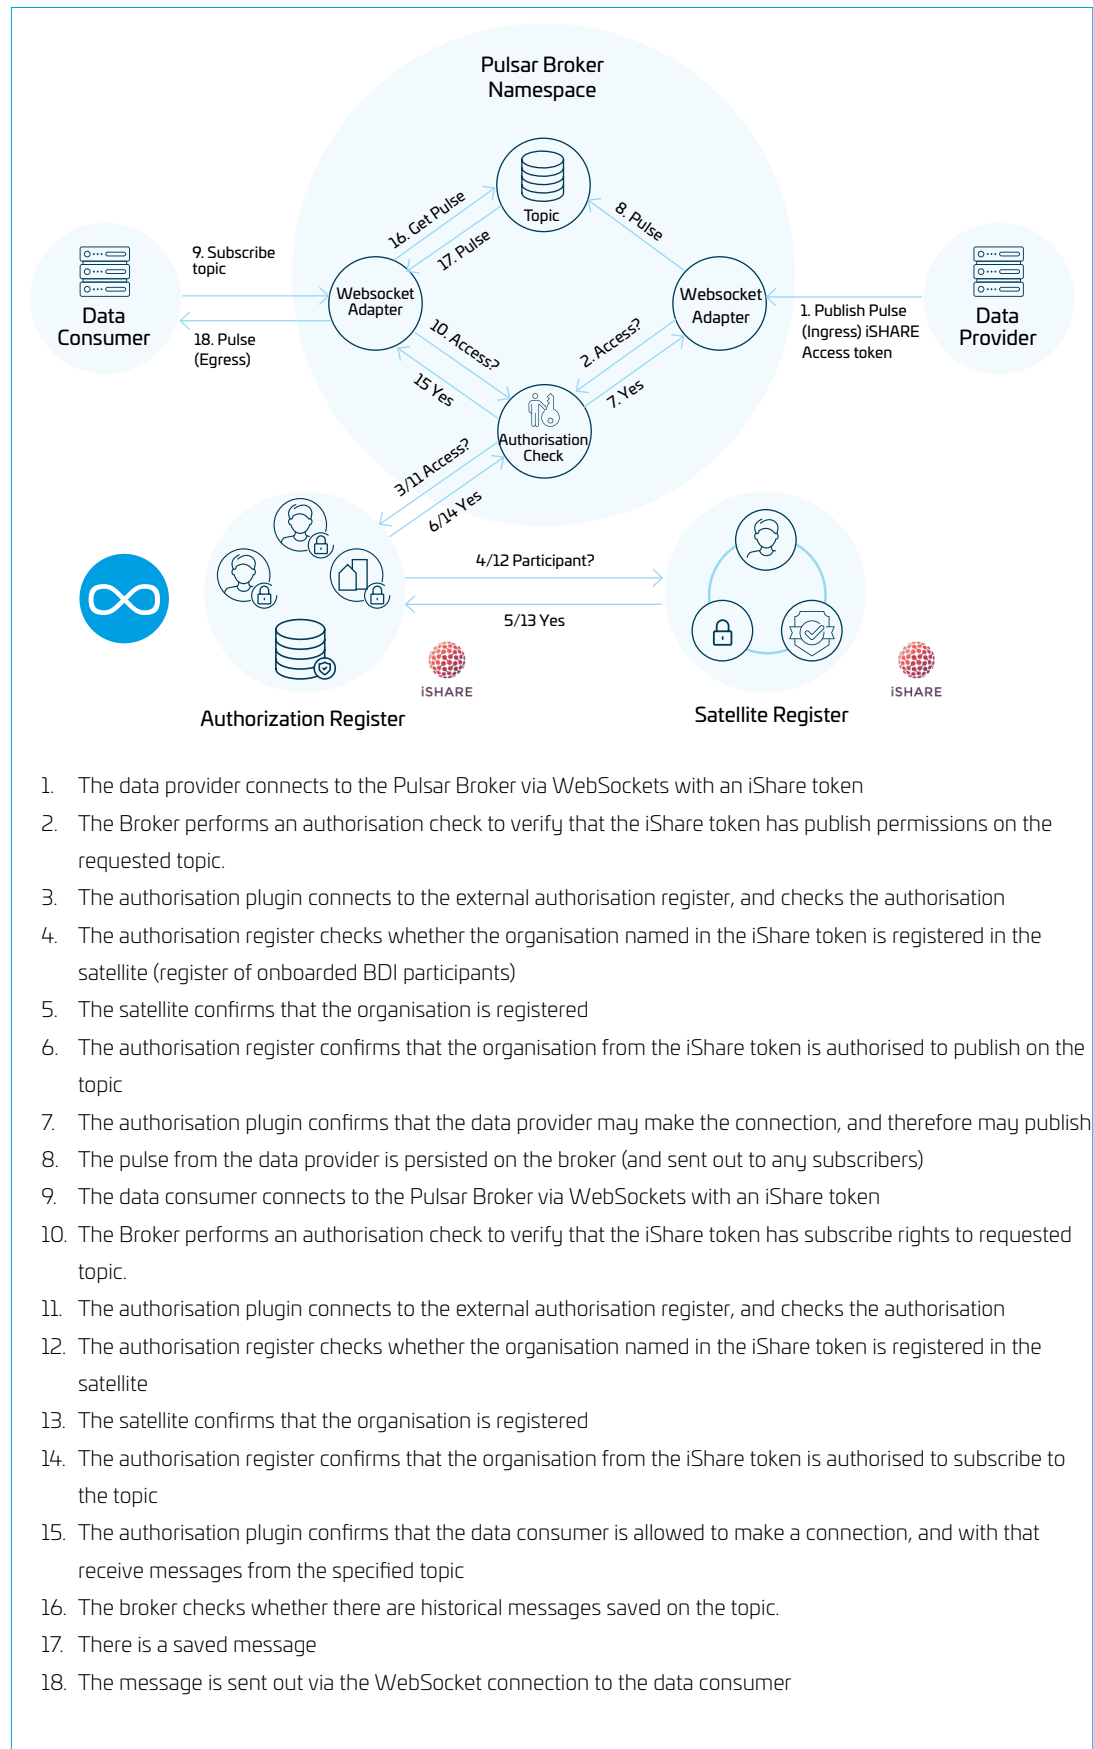 Pulsar Broker
Namespace
Topic
16. Get Pulse
17. Pulse
8. Pulse
9. Subscribe
topic
Data
Consumer
18. Pulse
(Egress)
Websocket
Adapter
Websocket
Adapter
1. Publish Pulse
(Ingress) iSHARE
Access token
Data
Provider
10. Access?
15 Yes
2. Access?
7. Yes
Authorisation
Check
3/11 Access?
6/14 Yes
4/12 Participant?
5/13 Yes
iSHARE
iSHARE
Authorization Register
Satellite Register
1. The data provider connects to the Pulsar Broker via WebSockets with an iShare token
2. The Broker performs an authorisation check to verify that the iShare token has publish permissions on the
requested topic.
3. The authorisation plugin connects to the external authorisation register, and checks the authorisation
4. The authorisation register checks whether the organisation named in the iShare token is registered in the
satellite (register of onboarded BDI participants)
5. The satellite confirms that the organisation is registered
6. The authorisation register confirms that the organisation from the iShare token is authorised to publish on the
topic
7. The authorisation plugin confirms that the data provider may make the connection, and therefore may publish
8. The pulse from the data provider is persisted on the broker (and sent out to any subscribers)
9. The data consumer connects to the Pulsar Broker via WebSockets with an iShare token
10. The Broker performs an authorisation check to verify that the iShare token has subscribe rights to requested
topic.
11. The authorisation plugin connects to the external authorisation register, and checks the authorisation
12. The authorisation register checks whether the organisation named in the iShare token is registered in the
satellite
13. The satellite confirms that the organisation is registered
14. The authorisation register confirms that the organisation from the iShare token is authorised to subscribe to
the topic
15. The authorisation plugin confirms that the data consumer is allowed to make a connection, and with that
receive messages from the specified topic
16. The broker checks whether there are historical messages saved on the topic.
17. There is a saved message
18. The message is sent out via the WebSocket connection to the data consumer